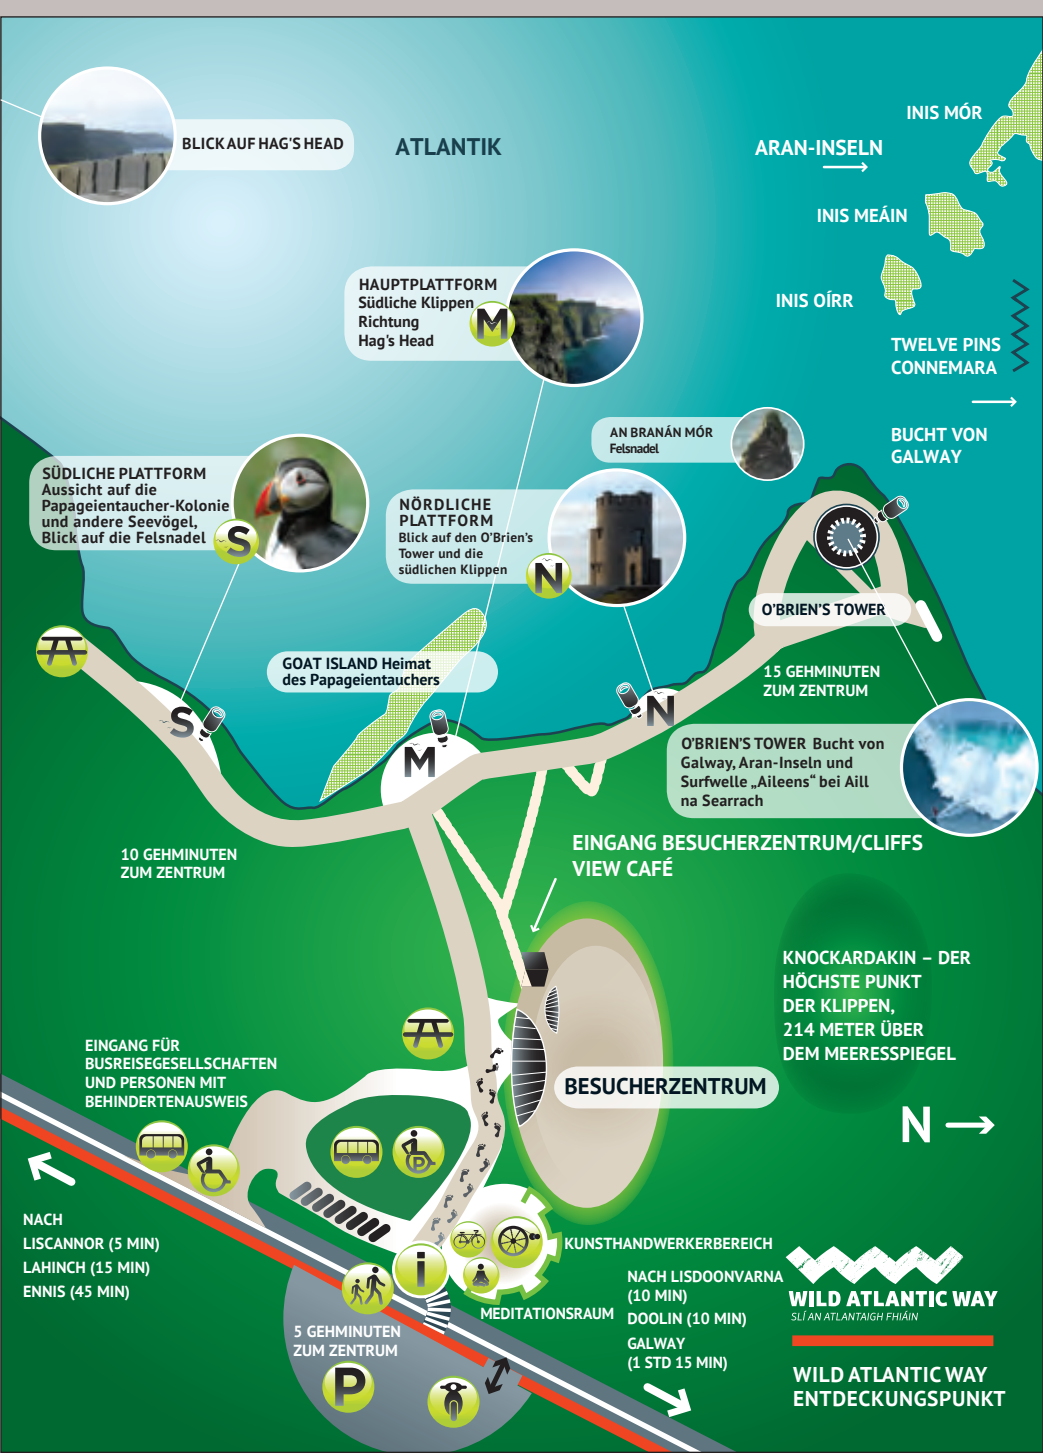 BLICK AUF HAG'S HEAD
ATLANTIK
INIS MÓR
ARAN-INSELN
INIS MEÁIN
INIS OÍRR
TWELVE PINS
CONNEMARA
BUCHT VON
GALWAY
HAUPTPLATTFORM
Südliche Klippen
Richtung
Hag's Head
M
AN BRANÁN MÓR
Felsnadel
SÜDLICHE PLATTFORM
Aussicht auf die
Papageientaucher-Kolonie
und andere Seevögel,
Blick auf die Felsnadel
S
NÖRDLICHE
PLATTFORM
Blick auf den O'Brien's
Tower und die
südlichen Klippen
N
O'BRIEN'S TOWER
GOAT ISLAND Heimat
des Papageientauchers
15 GEHMINUTEN
ZUM ZENTRUM
S
M
N
O'BRIEN'S TOWER Bucht von
Galway, Aran-Inseln und
Surfwelle „Aileens" bei Aill
na Searrach
10 GEHMINUTEN
ZUM ZENTRUM
EINGANG BESUCHERZENTRUM/CLIFFS
VIEW CAFÉ
KNOCKARDAKIN – DER
HÖCHSTE PUNKT
DER KLIPPEN,
214 METER ÜBER
DEM MEERESSPIEGEL
EINGANG FÜR
BUSREISEGESELLSCHAFTEN
UND PERSONEN MIT
BEHINDERTENAUSWEIS
BESUCHERZENTRUM
N
P
NACH
LISCANNOR (5 MIN)
LAHINCH (15 MIN)
ENNIS (45 MIN)
i
KUNSTHANDWERKERBEREICH
MEDITATIONSRAUM
NACH LISDOONVARNA
(10 MIN)
DOOLIN (10 MIN)
GALWAY
(1 STD 15 MIN)
5 GEHMINUTEN
ZUM ZENTRUM
P
WILD ATLANTIC WAY
SLÍ AN ATLANTAIGH FHIÁIN
WILD ATLANTIC WAY
ENTDECKUNGSPUNKT